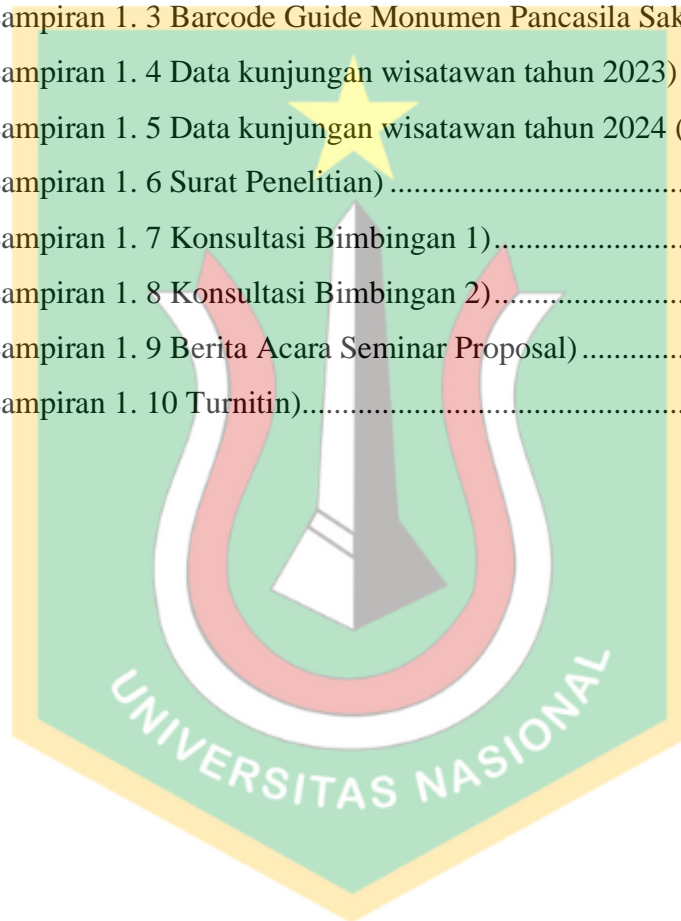 ampiran 1. 3 Barcode Guide Monumen Pancasila Sak
ampiran 1. 4 Data kunjungan wisatawan tahun 2023)
ampiran 1. 5 Data kunjungan wisatawan tahun 2024 (
ampiran 1. 6 Surat Penelitian) ....................................
ampiran 1. 7 Konsultasi Bimbingan 1).......................
ampiran 1. 8 Konsultasi Bimbingan 2).......................
ampiran 1. 9 Berita Acara Seminar Proposal) ............
ampiran 1. 10 Turnitin)...............................................
UNIVERSITAS NASIONAL